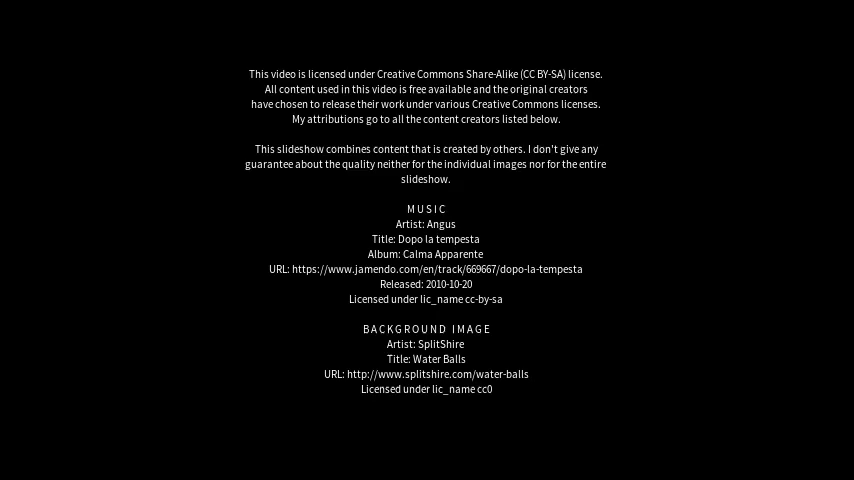 This video is licensed under Creative Commons Share-Alike (CC BY-SA) license.
All content used in this video is free available and the original creators
have chosen to release their work under various Creative Commons licenses.
My attributions go to all the content creators listed below.
This slideshow combines content that is created by others. I don't give any
guarantee about the quality neither for the individual images nor for the entire
slideshow.
MUSIC
Artist: Angus
Title: Dopo la tempesta
Album: Calma Apparente
URL: https://www.jamendo.com/en/track/669667/dopo-la-tempesta
Released: 2010-10-20
Licensed under lic_name cc-by-sa
BACKGROUND IMAGE
Artist: SplitShire
Title: Water Balls
URL: http://www.splitshire.com/water-balls
Licensed under lic_name cc0